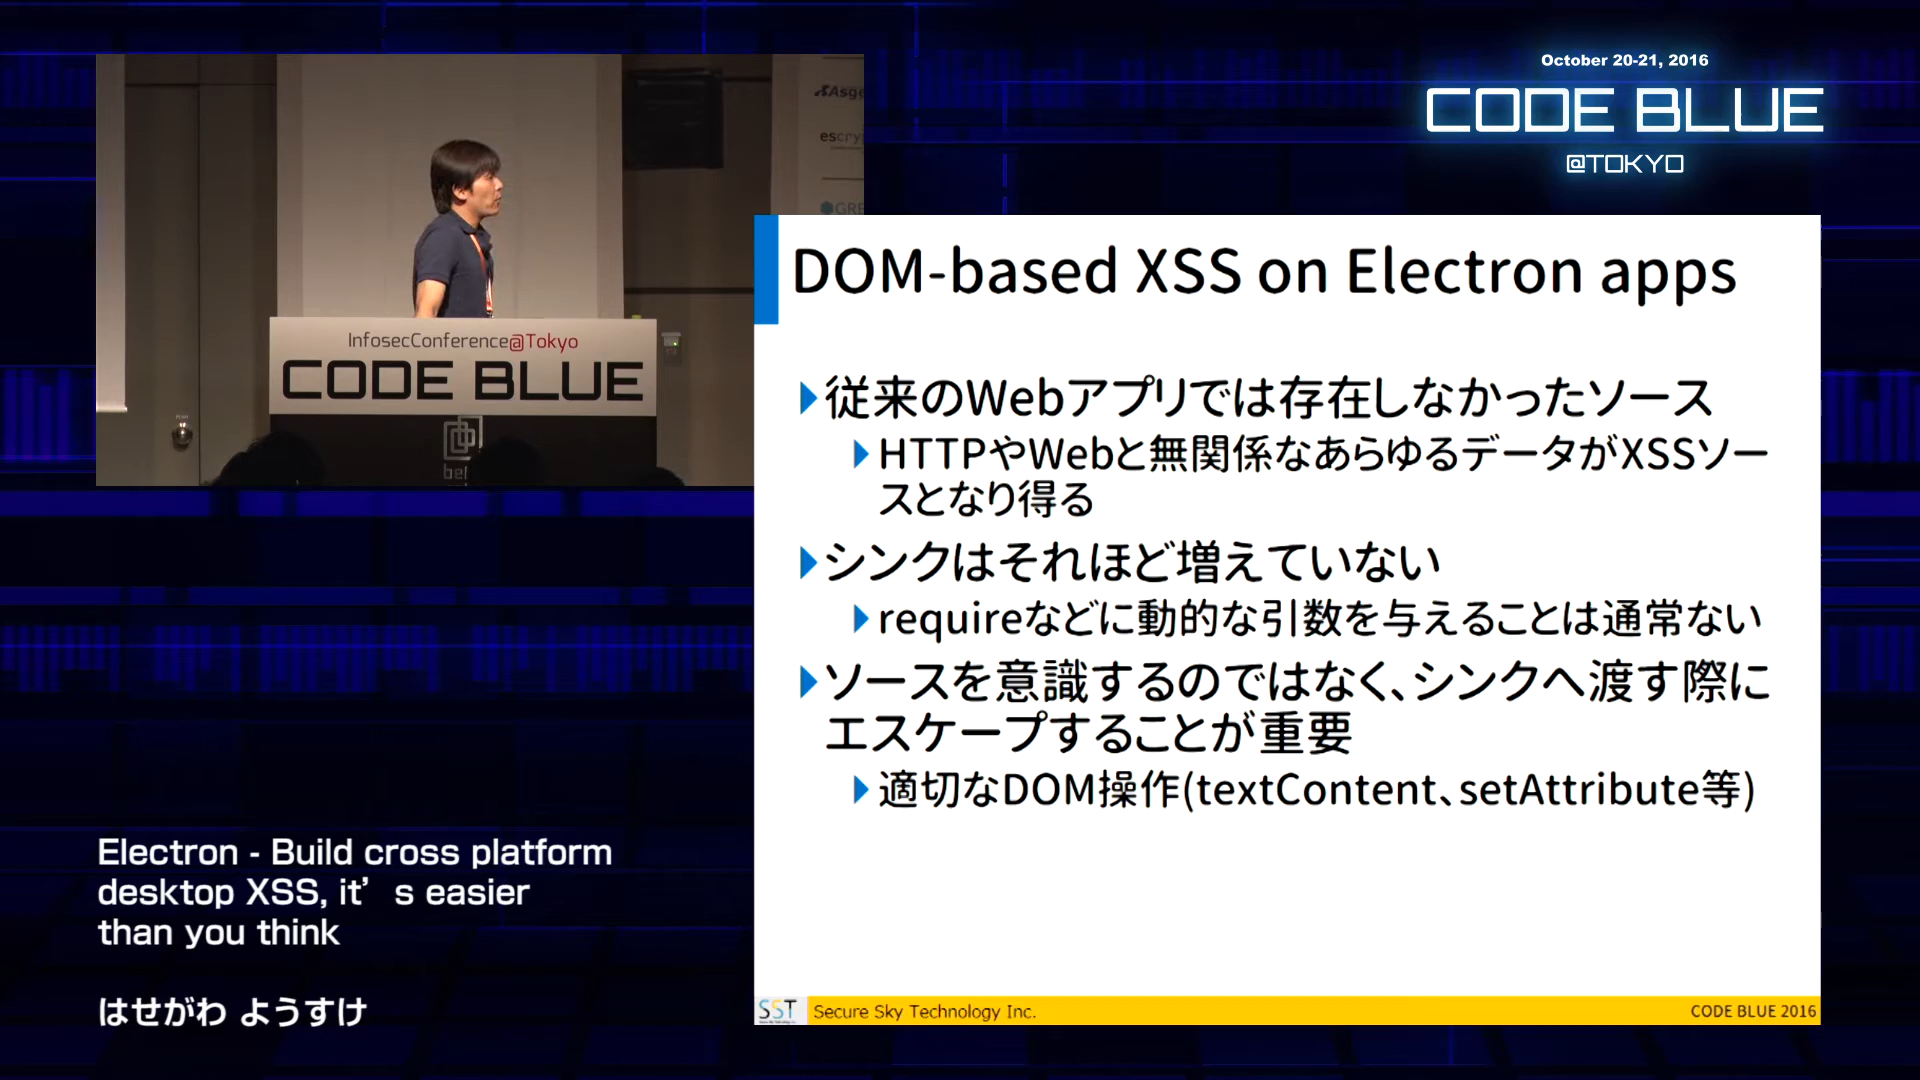 October 20-21, 2016
CODE BLUE
@TOKYO
InfosecConference@Tokyo
CODE BLUE
DOM-based XSS on Electron apps
従来のWebアプリでは存在しなかったソース
HTTPやWebと無関係なあらゆるデータがXSSソー
スとなり得る
シンクはそれほど増えていない
requireなどに動的な引数を与えることは通常ない
ソースを意識するのではなく、シンクへ渡す際に
エスケープすることが重要
適切なDOM操作(textContent、setAttribute等)
Electron - Build cross platform
desktop XSS, it’s easier
than you think
はせがわ ようすけ
SST
Secure Sky Technology Inc.
CODE BLUE 2016